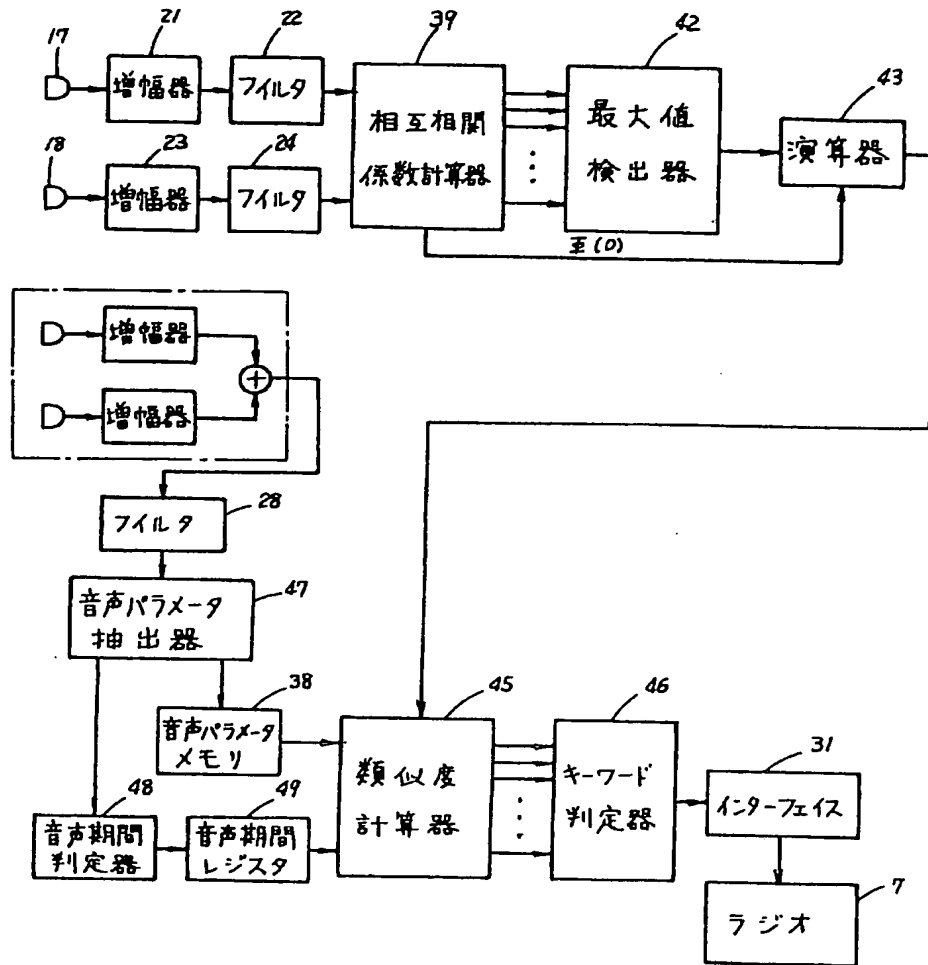 17
21
22
39
42
43
増幅器
フイルタ
相互相関
係数計算器
最大値
検出器
演算器
18
23
24
増幅器
フイルタ
(0)
増幅器
増幅器
28
フイルタ
47
音声パラメータ
抽出器
38
音声パラメータ
メモリ
45
類似度
計算器
46
キーワード
判定器
31
インターフェイス
48
音声期間
判定器
49
音声期間
レジスタ
7
ラジオ